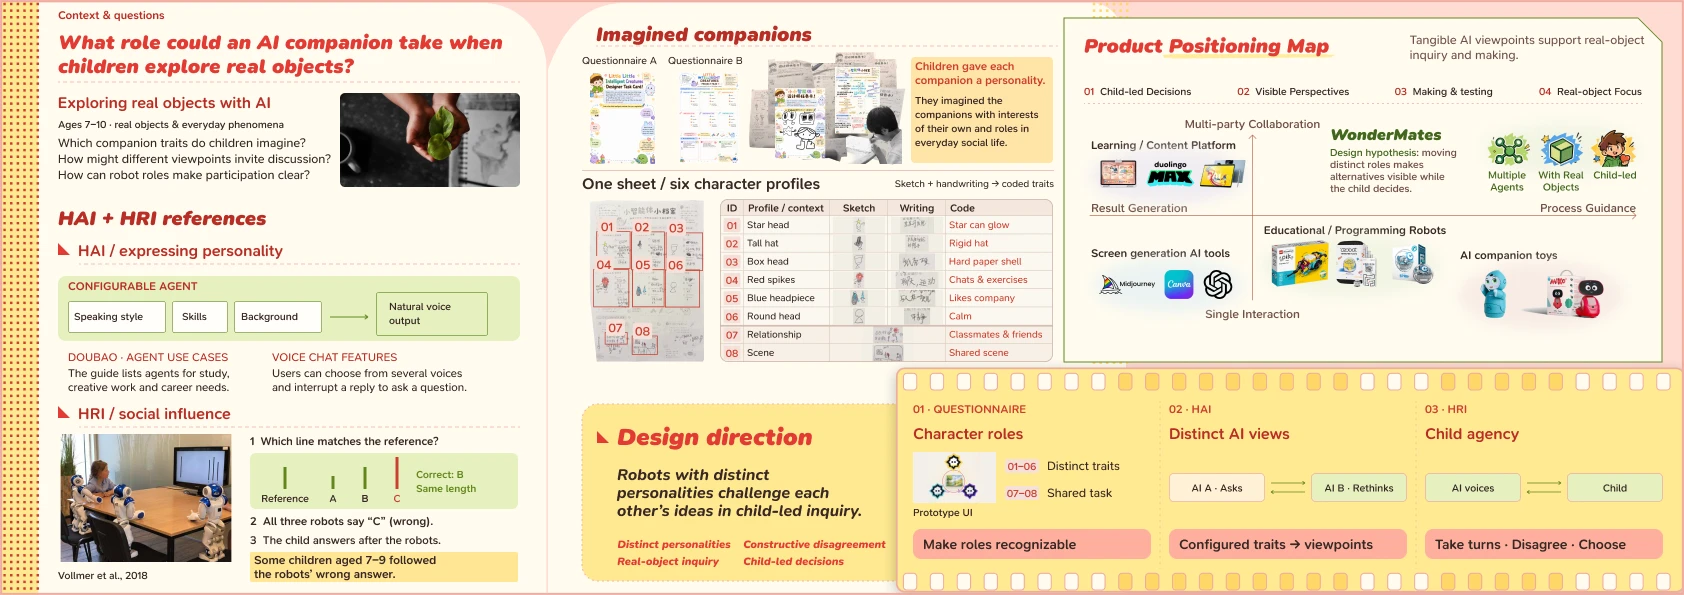 Context & questions
What role could an AI companion take when
children explore real objects?
Exploring real objects with AI
Ages 7–10 · real objects & everyday phenomena
Which companion traits do children imagine?
How might different viewpoints invite discussion?
How can robot roles make participation clear?
HAI + HRI references
HAI / expressing personality
CONFIGURABLE AGENT
Speaking style
Skills
Background
Natural voice
output
DOUBAO · AGENT USE CASES
The guide lists agents for study,
creative work and career needs.
VOICE CHAT FEATURES
Users can choose from several voices
and interrupt a reply to ask a question.
HRI / social influence
Vollmer et al., 2018
1 Which line matches the reference?
Reference
A
B
C
Correct: B
Same length
2 All three robots say “C” (wrong).
3 The child answers after the robots.
Some children aged 7–9 followed
the robots’ wrong answer.
Imagined companions
Questionnaire A
Questionnaire B
Little Little
Intelligent Creatures
Designer Task Card!
Children gave each
companion a personality.
They imagined the
companions with interests
of their own and roles in
everyday social life.
One sheet / six character profiles
Sketch + handwriting → coded traits
01 02 03
04 05 06
07 08
ID Profile / context Sketch Writing Code
01 Star head Star can glow
02 Tall hat Rigid hat
03 Box head Hard paper shell
04 Red spikes Chats & exercises
05 Blue headpiece Likes company
06 Round head Calm
07 Relationship Classmates & friends
08 Scene Shared scene
Product Positioning Map
Tangible AI viewpoints support real-object
inquiry and making.
01 Child-led Decisions
02 Visible Perspectives
03 Making & testing
04 Real-object Focus
Multi-party Collaboration
Learning / Content Platform
duolingo
MAX
WonderMates
Design hypothesis: moving
distinct roles makes
alternatives visible while
the child decides.
Multiple
Agents
With Real
Objects
Child-led
Result Generation
Process Guidance
Screen generation AI tools
Midjourney
Canva
Educational / Programming Robots
AI companion toys
Single Interaction
Design direction
Robots with distinct
personalities challenge each
other’s ideas in child-led inquiry.
Distinct personalities
Constructive disagreement
Real-object inquiry
Child-led decisions
01 · QUESTIONNAIRE
Character roles
01–06 Distinct traits
07–08 Shared task
Prototype UI
Make roles recognizable
02 · HAI
Distinct AI views
AI A · Asks
AI B · Rethinks
Configured traits → viewpoints
03 · HRI
Child agency
AI voices
Child
Take turns · Disagree · Choose